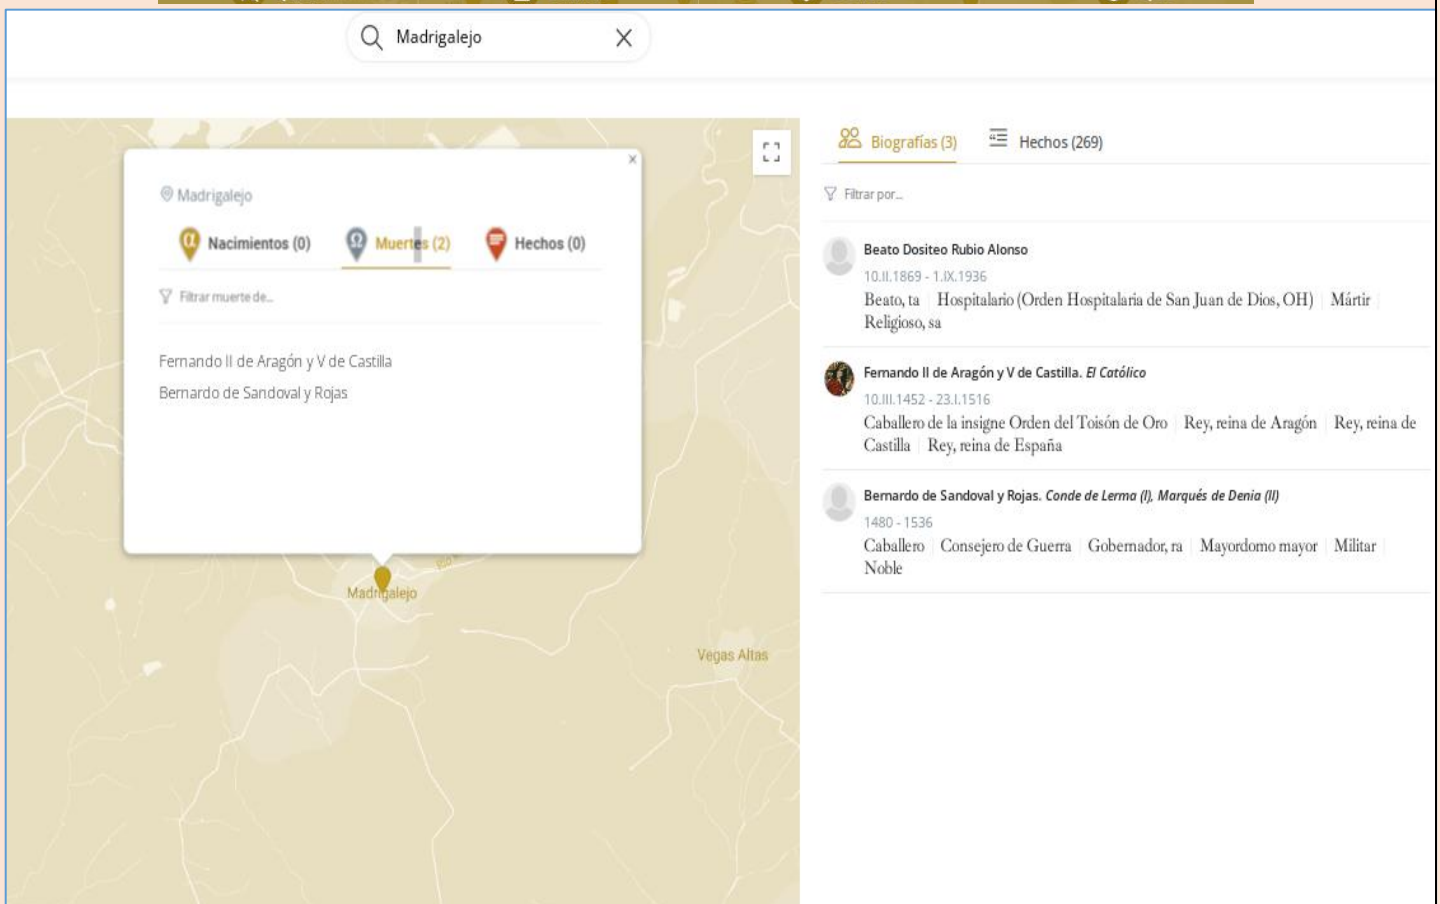 Madrigalejo
Madrigalejo
Nacimientos (0) Muertes (2) Hechos (0)
Filtrar muerte de...
Fernando II de Aragón y V de Castilla
Bernardo de Sandoval y Rojas
Madrigalejo
Vegas Altas
Biografías (3) Hechos (269)
Filtrar por...
Beato Dositeo Rubio Alonso
10.II.1869 - 1.IX.1936
Beato, ta | Hospitalario (Orden Hospitalaria de San Juan de Dios, OH) | Mártir |
Religioso, sa
Fernando II de Aragón y V de Castilla. El Católico
10.III.1452 - 23.I.1516
Caballero de la insigne Orden del Toisón de Oro | Rey, reina de Aragón | Rey, reina de
Castilla | Rey, reina de España
Bernardo de Sandoval y Rojas. Conde de Lerma (I), Marqués de Denia (II)
1480 - 1536
Caballero | Consejero de Guerra | Gobernador, ra | Mayordomo mayor | Militar |
Noble